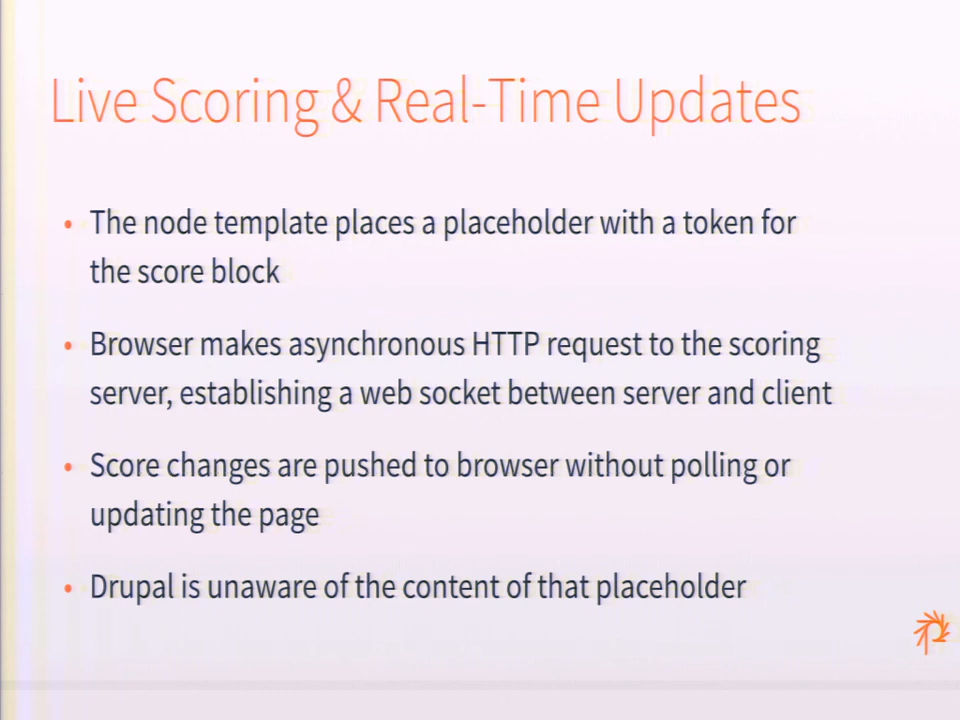 Live Scoring & Real-Time Updates
• The node template places a placeholder with a token for
the score block
• Browser makes asynchronous HTTP request to the scoring
server, establishing a web socket between server and client
• Score changes are pushed to browser without polling or
updating the page
• Drupal is unaware of the content of that placeholder